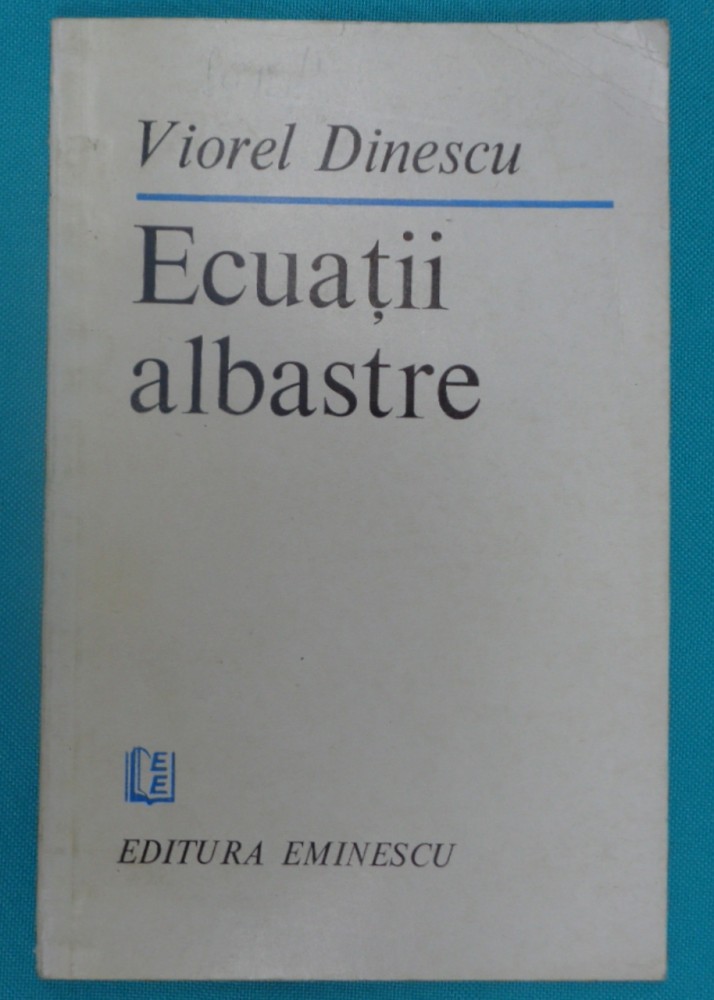 Viorel Dinescu
Ecuații
albastre
E
E
EDITURA EMINESCU